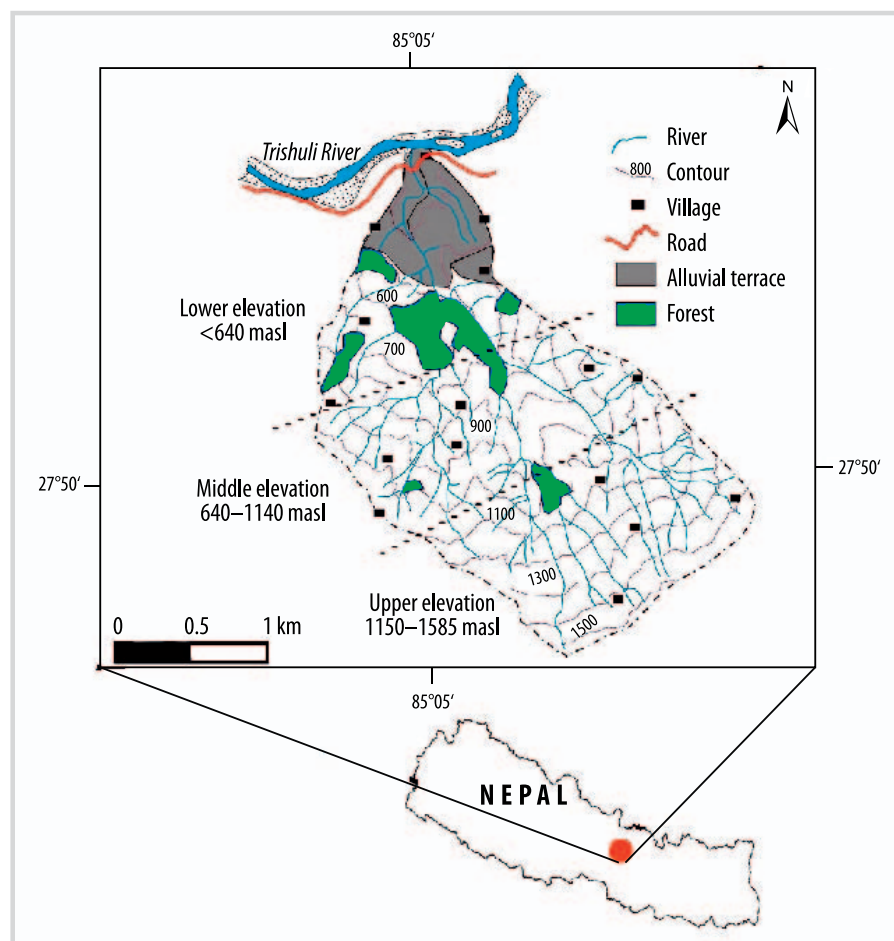 85°05‘
N
Trishuli River
River
800
Contour
Village
Road
Alluvial terrace
Forest
600
Lower elevation
<640 masl
700
900
27°50‘
27°50‘
Middle elevation
640–1140 masl
1100
1300
Upper elevation
1150–1585 masl
1500
0 0.5 1 km
85°05‘
NEPAL